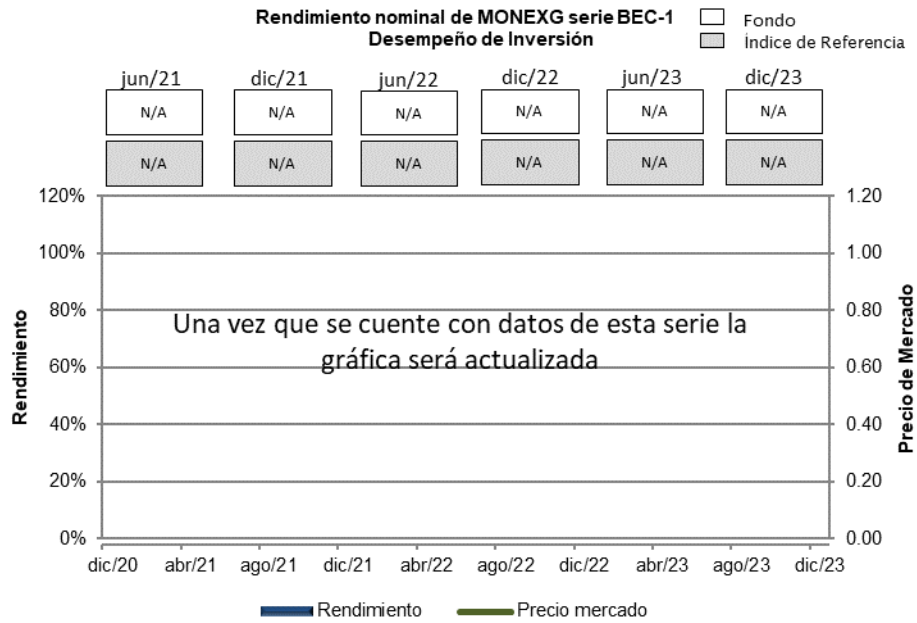 Rendimiento nominal de MONEXG serie BEC-1
Desempeño de Inversión
Fondo
Índice de Referencia
jun/21 dic/21 jun/22 dic/22 jun/23 dic/23
N/A N/A N/A N/A N/A N/A
N/A N/A N/A N/A N/A N/A
120% 1.20
100% 1.00
80% 0.80
Una vez que se cuente con datos de esta serie la
gráfica será actualizada
60% 0.60
40% 0.40
20% 0.20
0% 0.00
Rendimiento
Precio de Mercado
dic/20 abr/21 ago/21 dic/21 abr/22 ago/22 dic/22 abr/23 ago/23 dic/23
Rendimiento Precio mercado